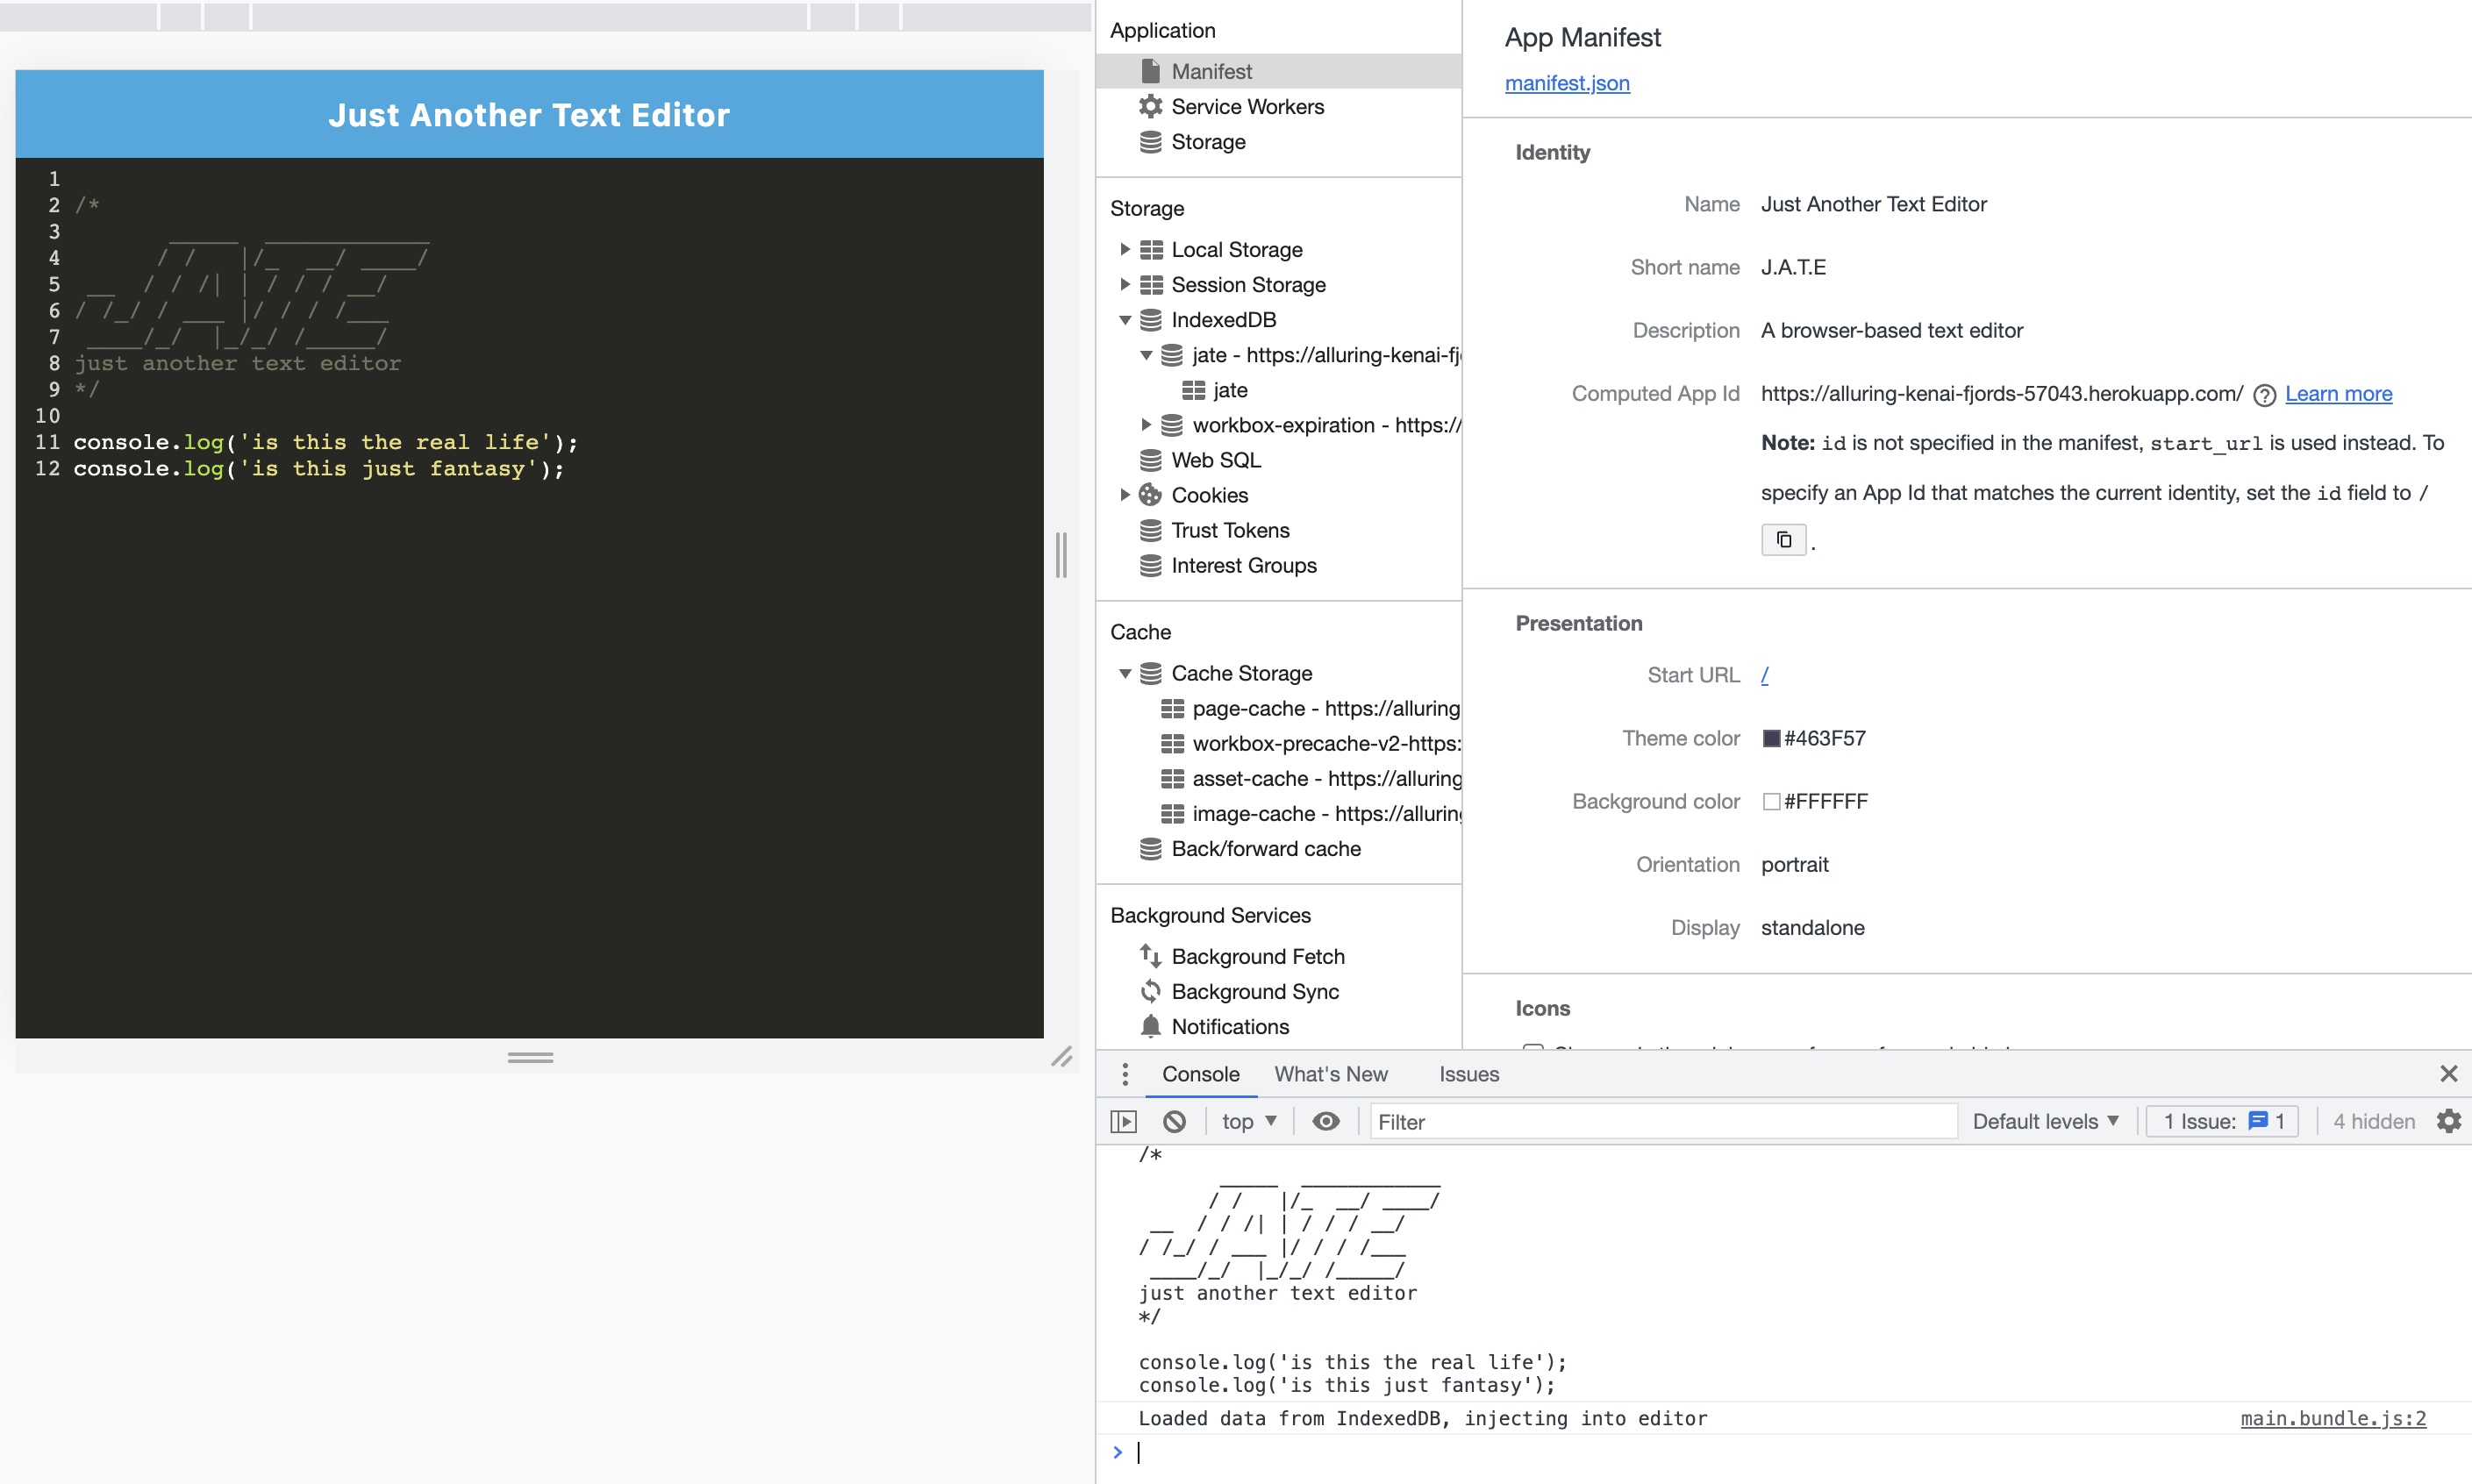 Just Another Text Editor
1
2 /*
3      _____  ____________
4       / /    |/_  __/ ____/
5  __  / / /| | / / / __/
6 / /_/ / ___ |/ / / /___
7  ____/_/  |_/_/ /_____/
8 just another text editor
9 */
10
11 console.log('is this the real life');
12 console.log('is this just fantasy');
Application
Manifest
Service Workers
Storage
Storage
Local Storage
Session Storage
IndexedDB
jate - https://alluring-kenai-fj
jate
workbox-expiration - https://
Web SQL
Cookies
Trust Tokens
Interest Groups
Cache
Cache Storage
page-cache - https://alluring
workbox-precache-v2-https:
asset-cache - https://alluring
image-cache - https://allurin
Back/forward cache
Background Services
Background Fetch
Background Sync
Notifications
App Manifest
manifest.json
Identity
Name Just Another Text Editor
Short name J.A.T.E
Description A browser-based text editor
Computed App Id https://alluring-kenai-fjords-57043.herokuapp.com/ ? Learn more
Note: id is not specified in the manifest, start_url is used instead. To
specify an App Id that matches the current identity, set the id field to /
.
Presentation
Start URL /
Theme color #463F57
Background color #FFFFFF
Orientation portrait
Display standalone
Icons
Console What's New Issues
top Filter Default levels 1 Issue: 1 4 hidden
/*
       _____  ____________
      / /   |/_  __/ ____/
 __  / / /| | / / / __/
/ /_/ / ___ |/ / / /___
 ____/_/  |_/_/ /_____/
just another text editor
*/
console.log('is this the real life');
console.log('is this just fantasy');
Loaded data from IndexedDB, injecting into editor main.bundle.js:2
>